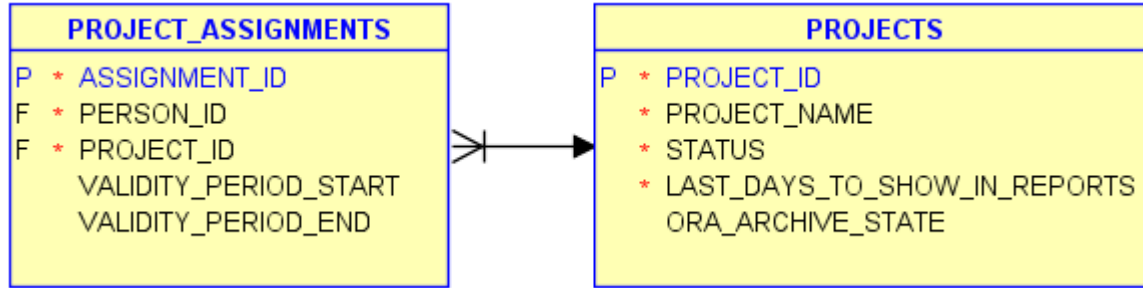 PROJECT_ASSIGNMENTS
P * ASSIGNMENT_ID
F * PERSON_ID
F * PROJECT_ID
VALIDITY_PERIOD_START
VALIDITY_PERIOD_END
PROJECTS
P * PROJECT_ID
* PROJECT_NAME
* STATUS
* LAST_DAYS_TO_SHOW_IN_REPORTS
ORA_ARCHIVE_STATE